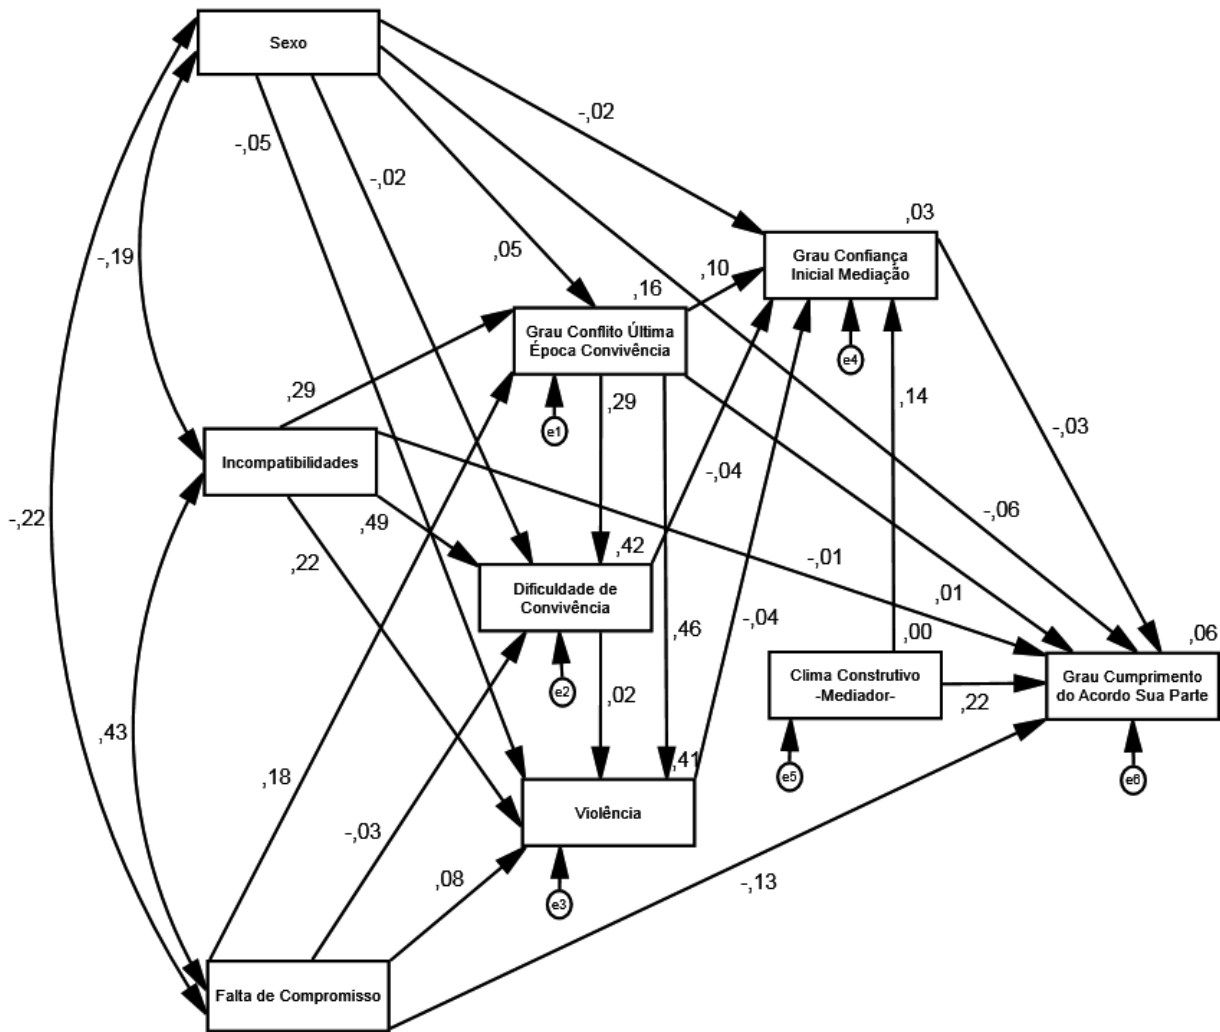 Sexo
-,02
-,05
-,02
,03
-,19
,05
,10
Grau Confiança
Inicial Mediação
,16
Grau Conflito Última
Época Convivência
e4
,29
,29
,14
e1
-,03
Incompatibilidades
-,04
-,22
,49
-,06
,42
,22
-,01
Dificuldade de
Convivência
,01
,46
-,04
,00
,06
Clima Construtivo
-Mediador-
Grau Cumprimento
do Acordo Sua Parte
e2
,02
,22
,43
,18
,41
e5
e6
Violência
-,03
,08
-,13
e3
Falta de Compromisso